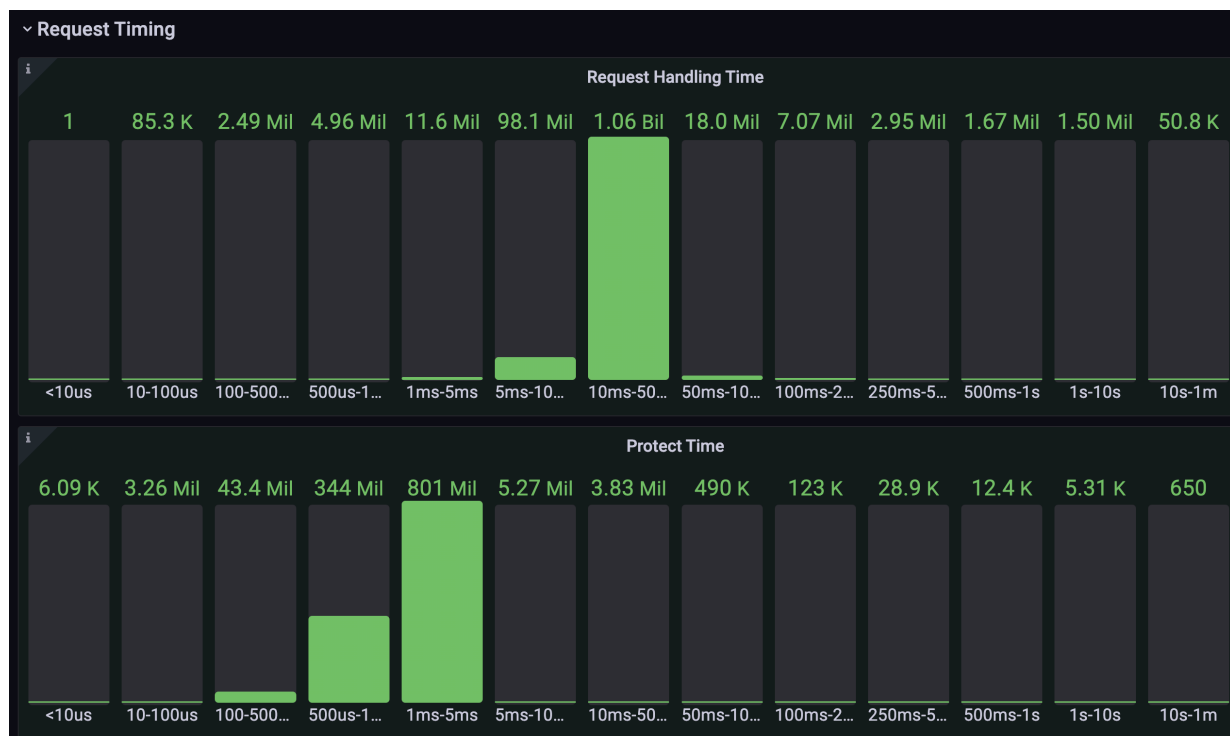 Request Timing
i
Request Handling Time
1 85.3 K 2.49 Mil 4.96 Mil 11.6 Mil 98.1 Mil 1.06 Bil 18.0 Mil 7.07 Mil 2.95 Mil 1.67 Mil 1.50 Mil 50.8 K
<10us 10-100us 100-500... 500us-1... 1ms-5ms 5ms-10... 10ms-50... 50ms-10... 100ms-2... 250ms-5... 500ms-1s 1s-10s 10s-1m
i
Protect Time
6.09 K 3.26 Mil 43.4 Mil 344 Mil 801 Mil 5.27 Mil 3.83 Mil 490 K 123 K 28.9 K 12.4 K 5.31 K 650
<10us 10-100us 100-500... 500us-1... 1ms-5ms 5ms-10... 10ms-50... 50ms-10... 100ms-2... 250ms-5... 500ms-1s 1s-10s 10s-1m